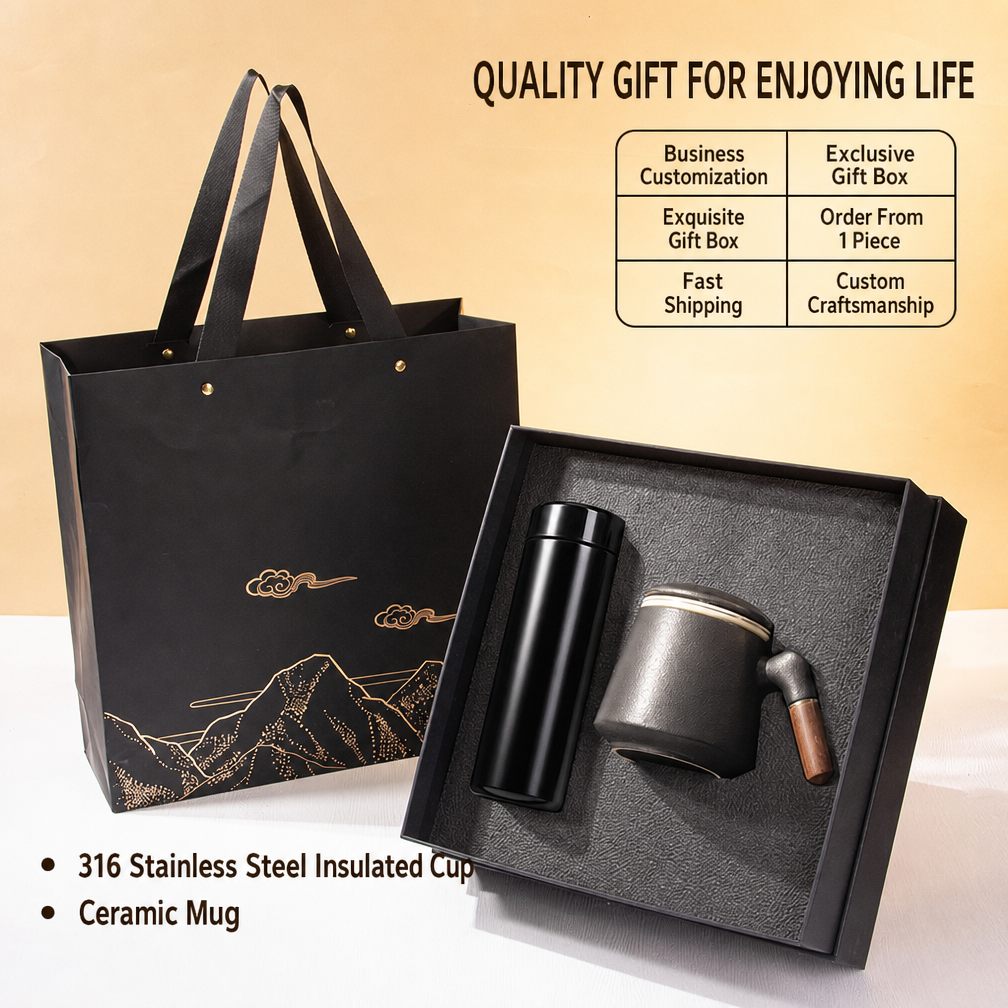 QUALITY GIFT FOR ENJOYING LIFE
Business
Customization
Exclusive
Gift Box
Exquisite
Gift Box
Order From
1 Piece
Fast
Shipping
Custom
Craftsmanship
• 316 Stainless Steel Insulated Cup
• Ceramic Mug